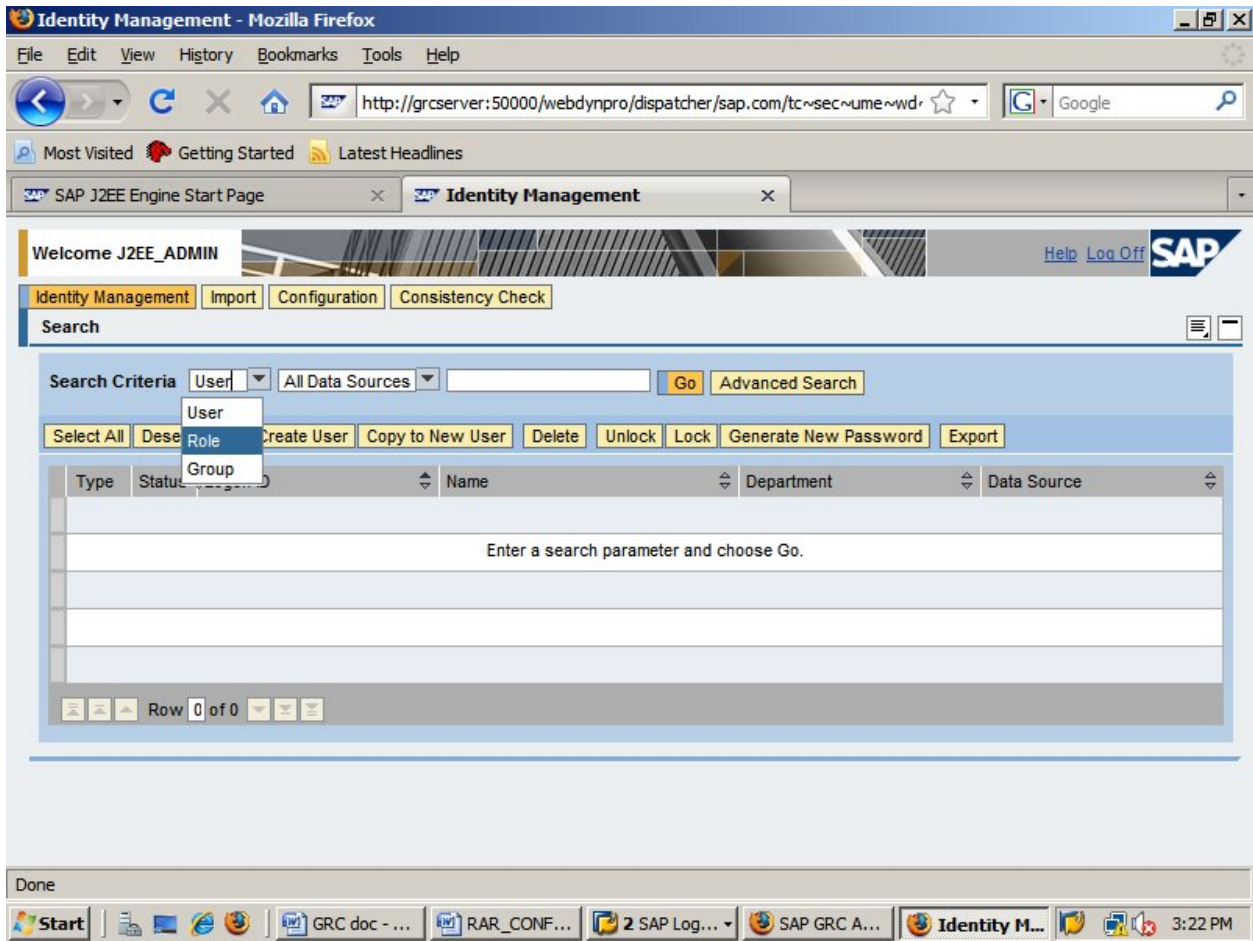 Identity Management - Mozilla Firefox
File Edit View History Bookmarks Tools Help
SAP http://grcserver:50000/webdynpro/dispatcher/sap.com/tc~sec~ume~wd G Google
Most Visited Getting Started Latest Headlines
SAP SAP J2EE Engine Start Page SAP Identity Management
Welcome J2EE_ADMIN Help Log Off SAP
Identity Management Import Configuration Consistency Check
Search
Search Criteria User All Data Sources Go Advanced Search
User
Role
Group
Select All Dese Create User Copy to New User Delete Unlock Lock Generate New Password Export
Type Status Name Department Data Source
Enter a search parameter and choose Go.
Row 0 of 0
Done
Start GRC doc - ... RAR_CONF... 2 SAP Log... SAP GRC A... Identity M... 3:22 PM